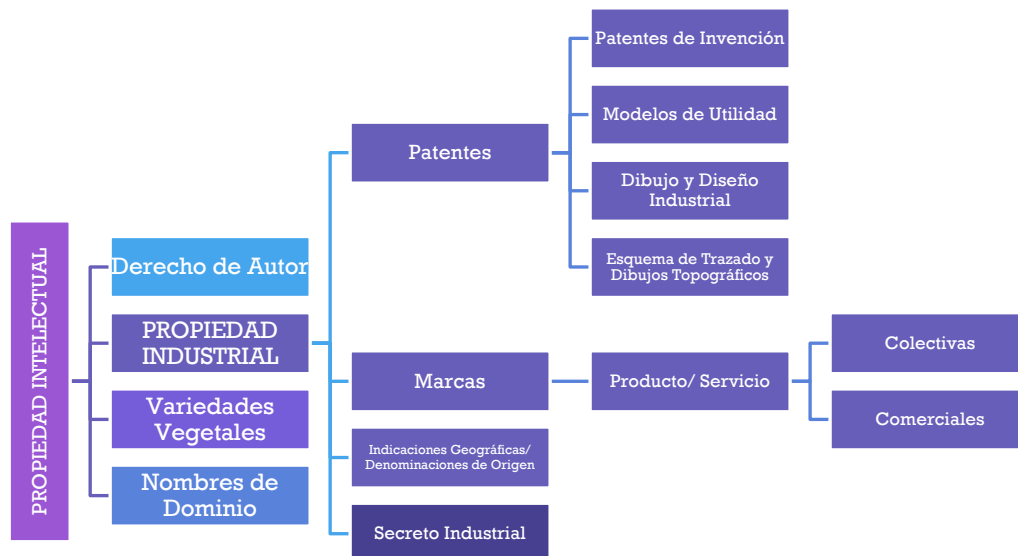 PROPIEDAD INTELECTUAL
Derecho de Autor
PROPIEDAD
INDUSTRIAL
Variedades
Vegetales
Nombres de
Dominio
Patentes
Marcas
Indicaciones Geográficas/
Denominaciones de Origen
Secreto Industrial
Patentes de Invención
Modelos de Utilidad
Dibujo y Diseño
Industrial
Esquema de Trazado y
Dibujos Topográficos
Producto/ Servicio
Colectivas
Comerciales